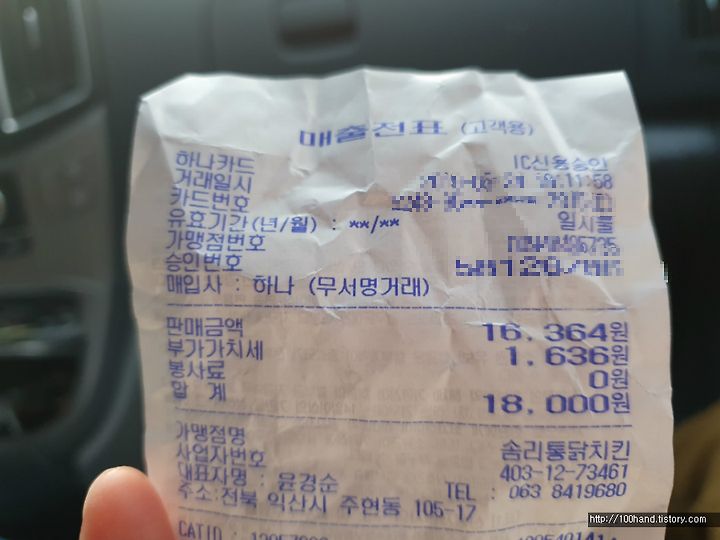 매출전표 (고객용)
하나카드 IC신용승인
거래일시 :11:58
카드번호
유효기간(년/월) : **/** 일시불
가맹점번호
승인번호
매입사 : 하나 (무서명거래)
판매금액 16,364원
부가가치세 1,636원
봉사료 0원
합 계 18,000원
가맹점명 솜리통닭치킨
사업자번호 403-12-73461
대표자명 : 윤경순 TEL : 063 8419680
주소:전북 익산시 주현동 105-17
CATID :
http://100hand.tistory.com